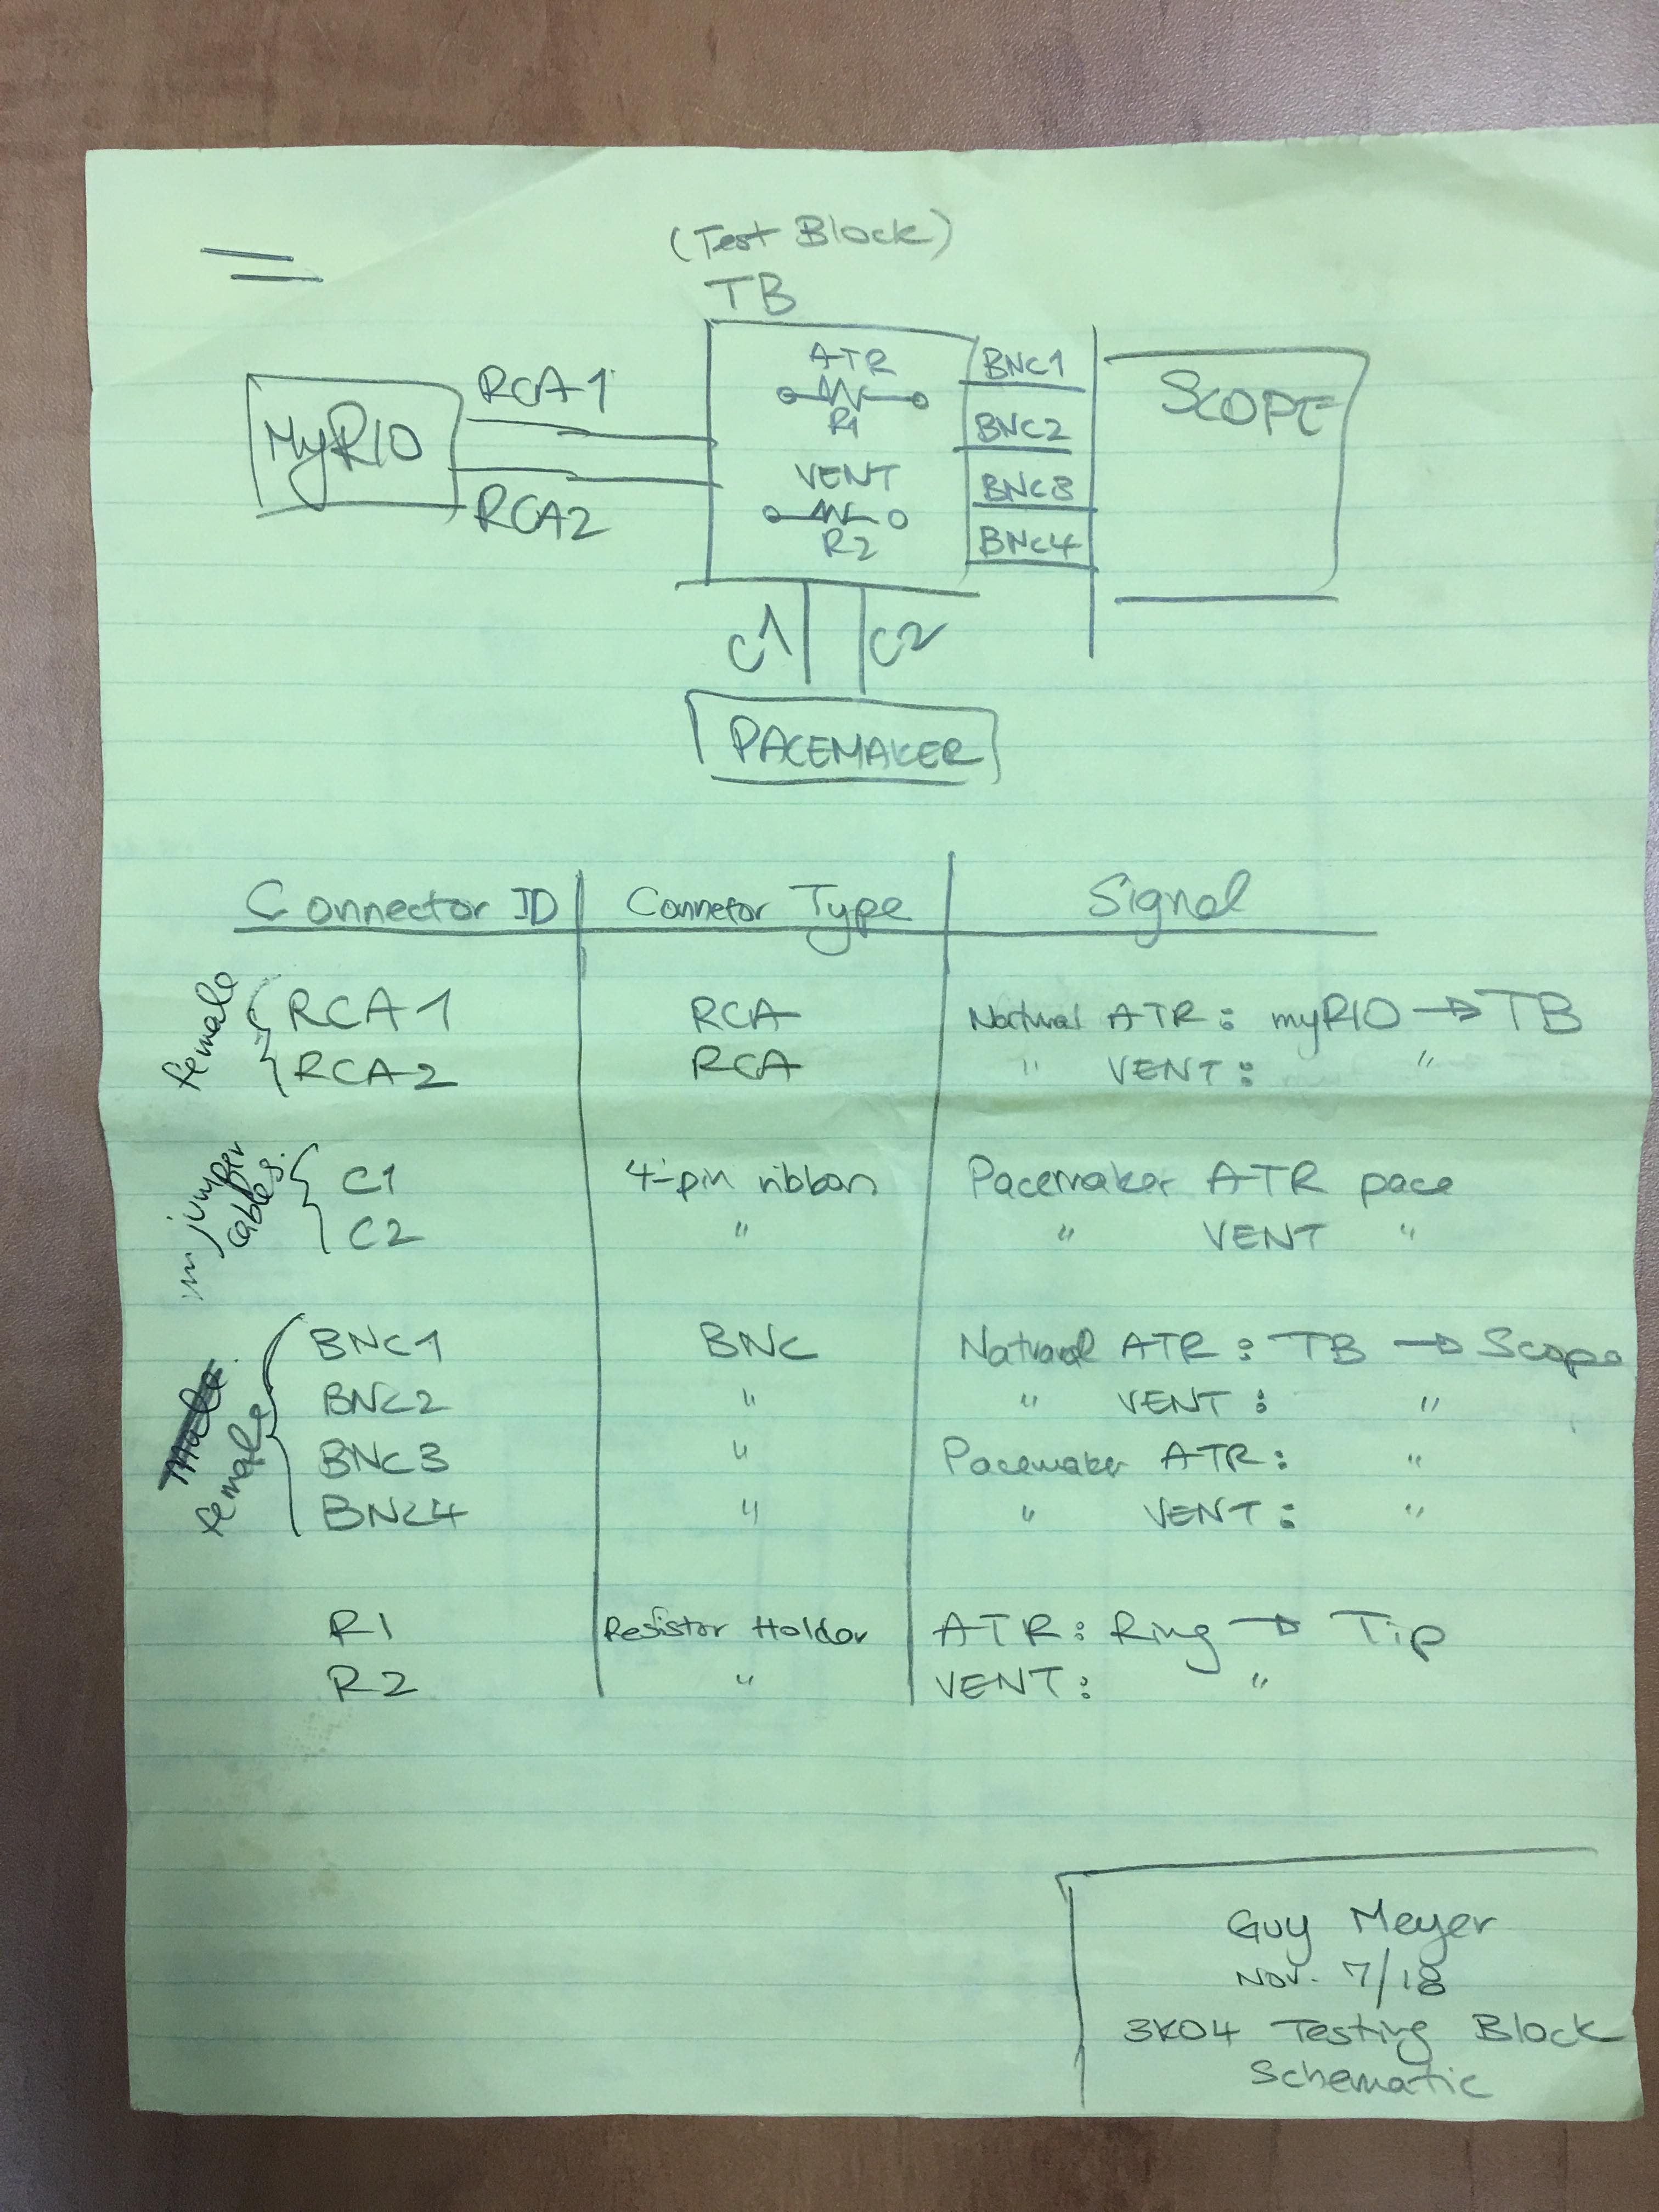 (Test Block)
TB
MyRIO
RCA1
RCA2
ATR
R1
VENT
R2
BNC1
BNC2
BNC3
BNC4
SCOPE
C1 C2
PACEMAKER
Connector ID Connetor Type Signal
female
RCA1 RCA Natural ATR: myRIO → TB
RCA2 RCA " VENT: "
jumper cables.
C1 4-pin ribbon Pacemaker ATR pace
C2 " " VENT "
female
BNC1 BNC Natural ATR: TB → Scope
BNC2 " " VENT: "
BNC3 " Pacemaker ATR: "
BNC4 " " VENT: "
R1 Resistor Holder ATR: Ring → Tip
R2 " VENT: "
Guy Meyer
Nov. 7/18
3K04 Testing Block
Schematic